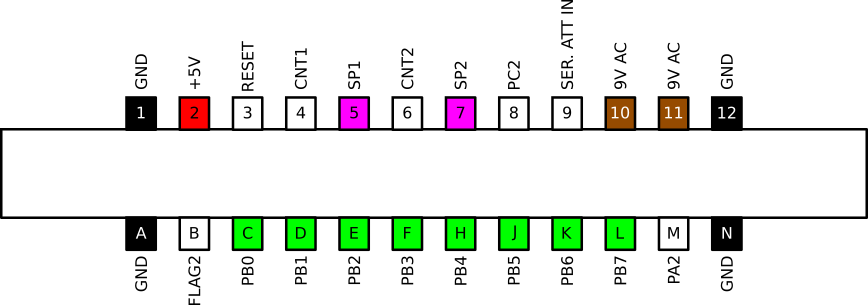 GND +5V RESET CNT1 SP1 CNT2 SP2 PC2 SER. ATT IN 9V AC 9V AC GND
1 2 3 4 5 6 7 8 9 10 11 12
A B C D E F H J K L M N
GND FLAG2 PB0 PB1 PB2 PB3 PB4 PB5 PB6 PB7 PA2 GND